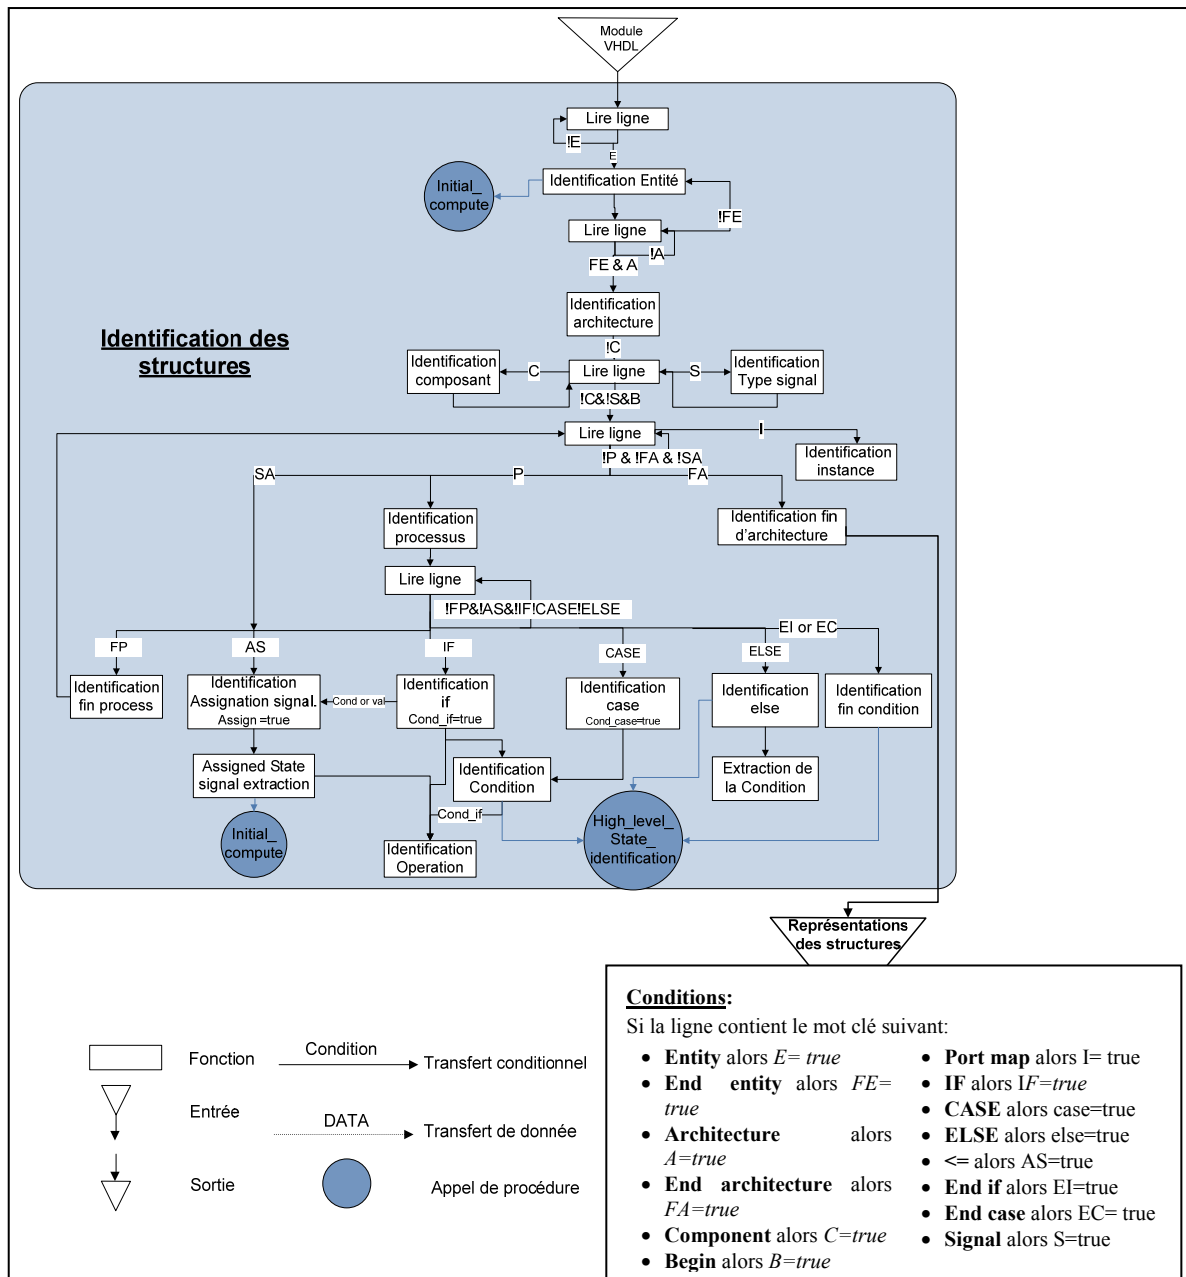 Module
VHDL
Lire ligne
!E
E
Identification Entité
Initial_
compute
!FE
Lire ligne
!A
FE & A
Identification
architecture
Identification des
structures
!C
Identification
composant
C
Lire ligne
S
Identification
Type signal
!C&!S&B
Lire ligne
I
!P & !FA & !SA
Identification
instance
SA
P
FA
Identification
processus
Identification fin
d'architecture
Lire ligne
!FP&!AS&!IF!CASE!ELSE
EI or EC
FP
AS
IF
CASE
ELSE
Identification
fin process
Identification
Assignation signal.
Assign =true
Cond or val
Identification
if
Cond_if=true
Identification
case
Cond_case=true
Identification
else
Identification
fin condition
Assigned State
signal extraction
Identification
Condition
Extraction de
la Condition
Cond_if
Initial_
compute
Identification
Operation
High_level_
State_
identification
Représentations
des structures
Conditions:
Si la ligne contient le mot clé suivant:
• Entity alors E= true
• End entity alors FE=
true
• Architecture alors
A=true
• End architecture alors
FA=true
• Component alors C=true
• Begin alors B=true
• Port map alors I= true
• IF alors IF=true
• CASE alors case=true
• ELSE alors else=true
• <= alors AS=true
• End if alors EI=true
• End case alors EC= true
• Signal alors S=true
Fonction
Condition
Transfert conditionnel
Entrée
DATA
Transfert de donnée
Sortie
Appel de procédure